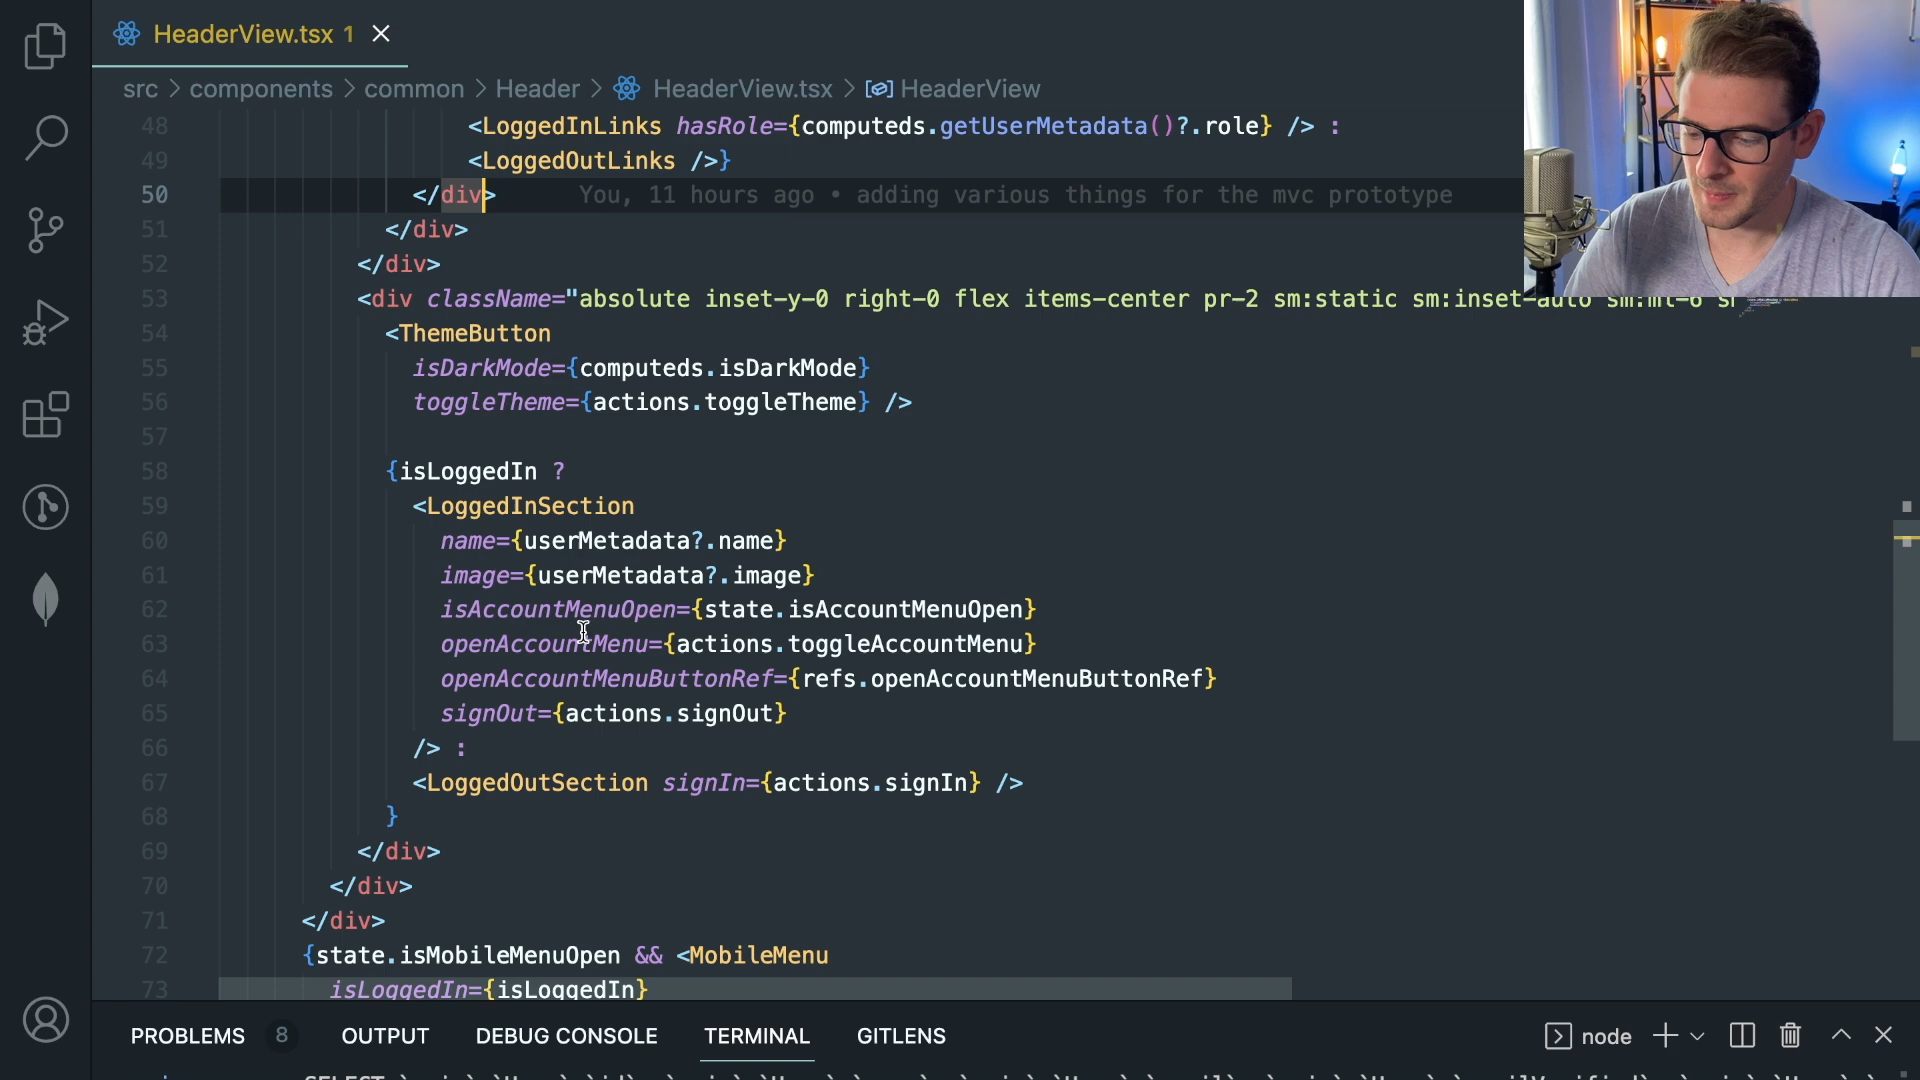 HeaderView.tsx 1
src > components > common > Header > HeaderView.tsx > HeaderView
48 <LoggedInLinks hasRole={computeds.getUserMetadata()?.role} /> :
49 <LoggedOutLinks />}
50 </div> You, 11 hours ago • adding various things for the mvc prototype
51 </div>
52 </div>
53 <div className="absolute inset-y-0 right-0 flex items-center pr-2 sm:static sm:inset-auto sm:ml-6
54 <ThemeButton
55 isDarkMode={computeds.isDarkMode}
56 toggleTheme={actions.toggleTheme} />
57
58 {isLoggedIn ?
59 <LoggedInSection
60 name={userMetadata?.name}
61 image={userMetadata?.image}
62 isAccountMenuOpen={state.isAccountMenuOpen}
63 openAccountMenu={actions.toggleAccountMenu}
64 openAccountMenuButtonRef={refs.openAccountMenuButtonRef}
65 signOut={actions.signOut}
66 /> :
67 <LoggedOutSection signIn={actions.signIn} />
68 }
69 </div>
70 </div>
71 </div>
72 {state.isMobileMenuOpen && <MobileMenu
73 isLoggedIn={isLoggedIn}
PROBLEMS 8 OUTPUT DEBUG CONSOLE TERMINAL GITLENS node